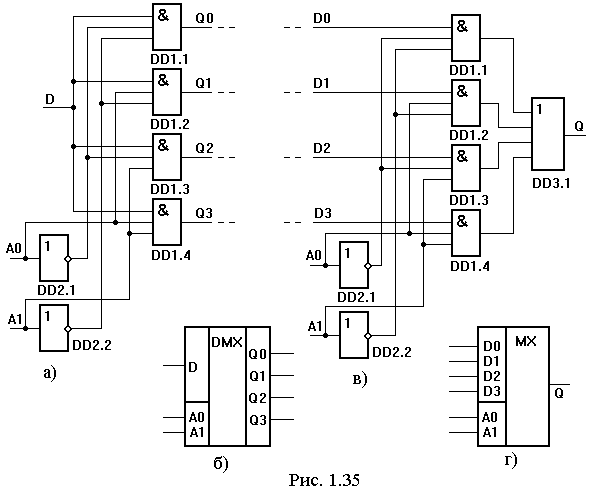 & Q0 D0 &
DD1.1 DD1.1
& Q1 D1 &
D 1 Q
DD1.2 DD1.2
& Q2 D2 &
DD3.1
DD1.3 DD1.3
& Q3 D3 &
A0 1 DD1.4 A0 1 DD1.4
DD2.1 DD2.1
A1 1 A1 1
DD2.2 DD2.2
а) в)
DMX MX
D Q0 D0
Q1 D1
Q2 D2
Q3 D3 Q
A0 A0
A1 A1
б) г)
Рис. 1.35